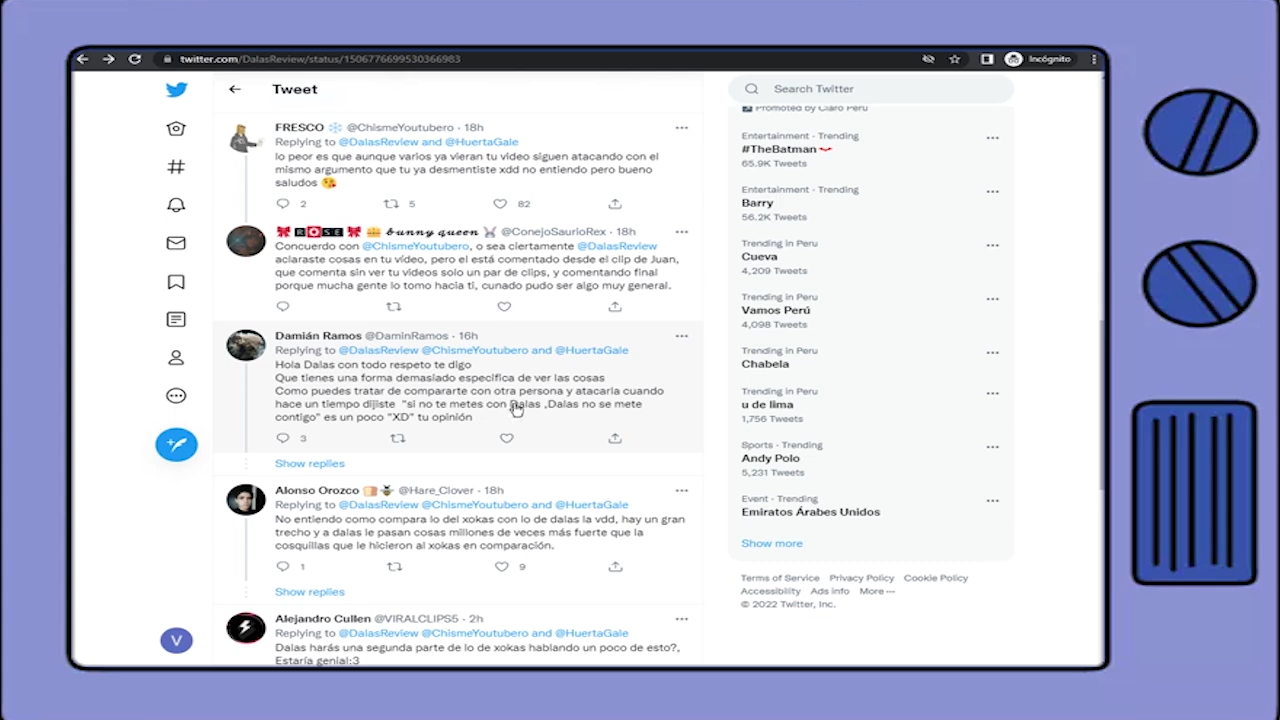 twitter.com/DalasReview/status/1506776699530366983
Incógnito
Tweet
FRESCO ❄️ @ChismeYoutubero · 18h
Replying to @DalasReview and @HuertaGale
lo peor es que aunque varios ya vieran tu video siguen atacando con el
mismo argumento que tu ya desmentiste xdd no entiendo pero bueno
saludos 😘
2 5 82
🎀 🆁🅾🆂🅴 🎀 👑 𝓫𝓾𝓷𝓷𝔂 𝓺𝓾𝓮𝓮𝓷 🐰 @ConejoSaurioRex · 18h
Concuerdo con @ChismeYoutubero, o sea ciertamente @DalasReview
aclaraste cosas en tu vídeo, pero el está comentado desde el clip de Juan,
que comenta sin ver tu videos solo un par de clips, y comentando final
porque mucha gente lo tomo hacia ti, cunado pudo ser algo muy general.
Damián Ramos @DaminRamos · 16h
Replying to @DalasReview @ChismeYoutubero and @HuertaGale
Hola Dalas con todo respeto te digo
Que tienes una forma demasiado especifica de ver las cosas
Como puedes tratar de compararte con otra persona y atacarla cuando
hace un tiempo dijiste "si no te metes con Dalas ,Dalas no se mete
contigo" es un poco "XD" tu opinión
3
Show replies
Alonso Orozco 🍞 🐝 @Hare_Clover · 18h
Replying to @DalasReview @ChismeYoutubero and @HuertaGale
No entiendo como compara lo del xokas con lo de dalas la vdd, hay un gran
trecho y a dalas le pasan cosas millones de veces más fuerte que la
cosquillas que le hicieron al xokas en comparación.
1 9
Show replies
Alejandro Cullen @VIRALCLIPS5 · 2h
Replying to @DalasReview @ChismeYoutubero and @HuertaGale
Dalas harás una segunda parte de lo de xokas hablando un poco de esto?,
Estaría genial:3
V
Search Twitter
Promoted by Claro Perú
Entertainment · Trending
#TheBatman
65.9K Tweets
Entertainment · Trending
Barry
56.2K Tweets
Trending in Peru
Cueva
4,209 Tweets
Trending in Peru
Vamos Perú
4,098 Tweets
Trending in Peru
Chabela
Trending in Peru
u de lima
1,756 Tweets
Sports · Trending
Andy Polo
5,231 Tweets
Event · Trending
Emiratos Árabes Unidos
Show more
Terms of Service Privacy Policy Cookie Policy
Accessibility Ads info More ···
© 2022 Twitter, Inc.